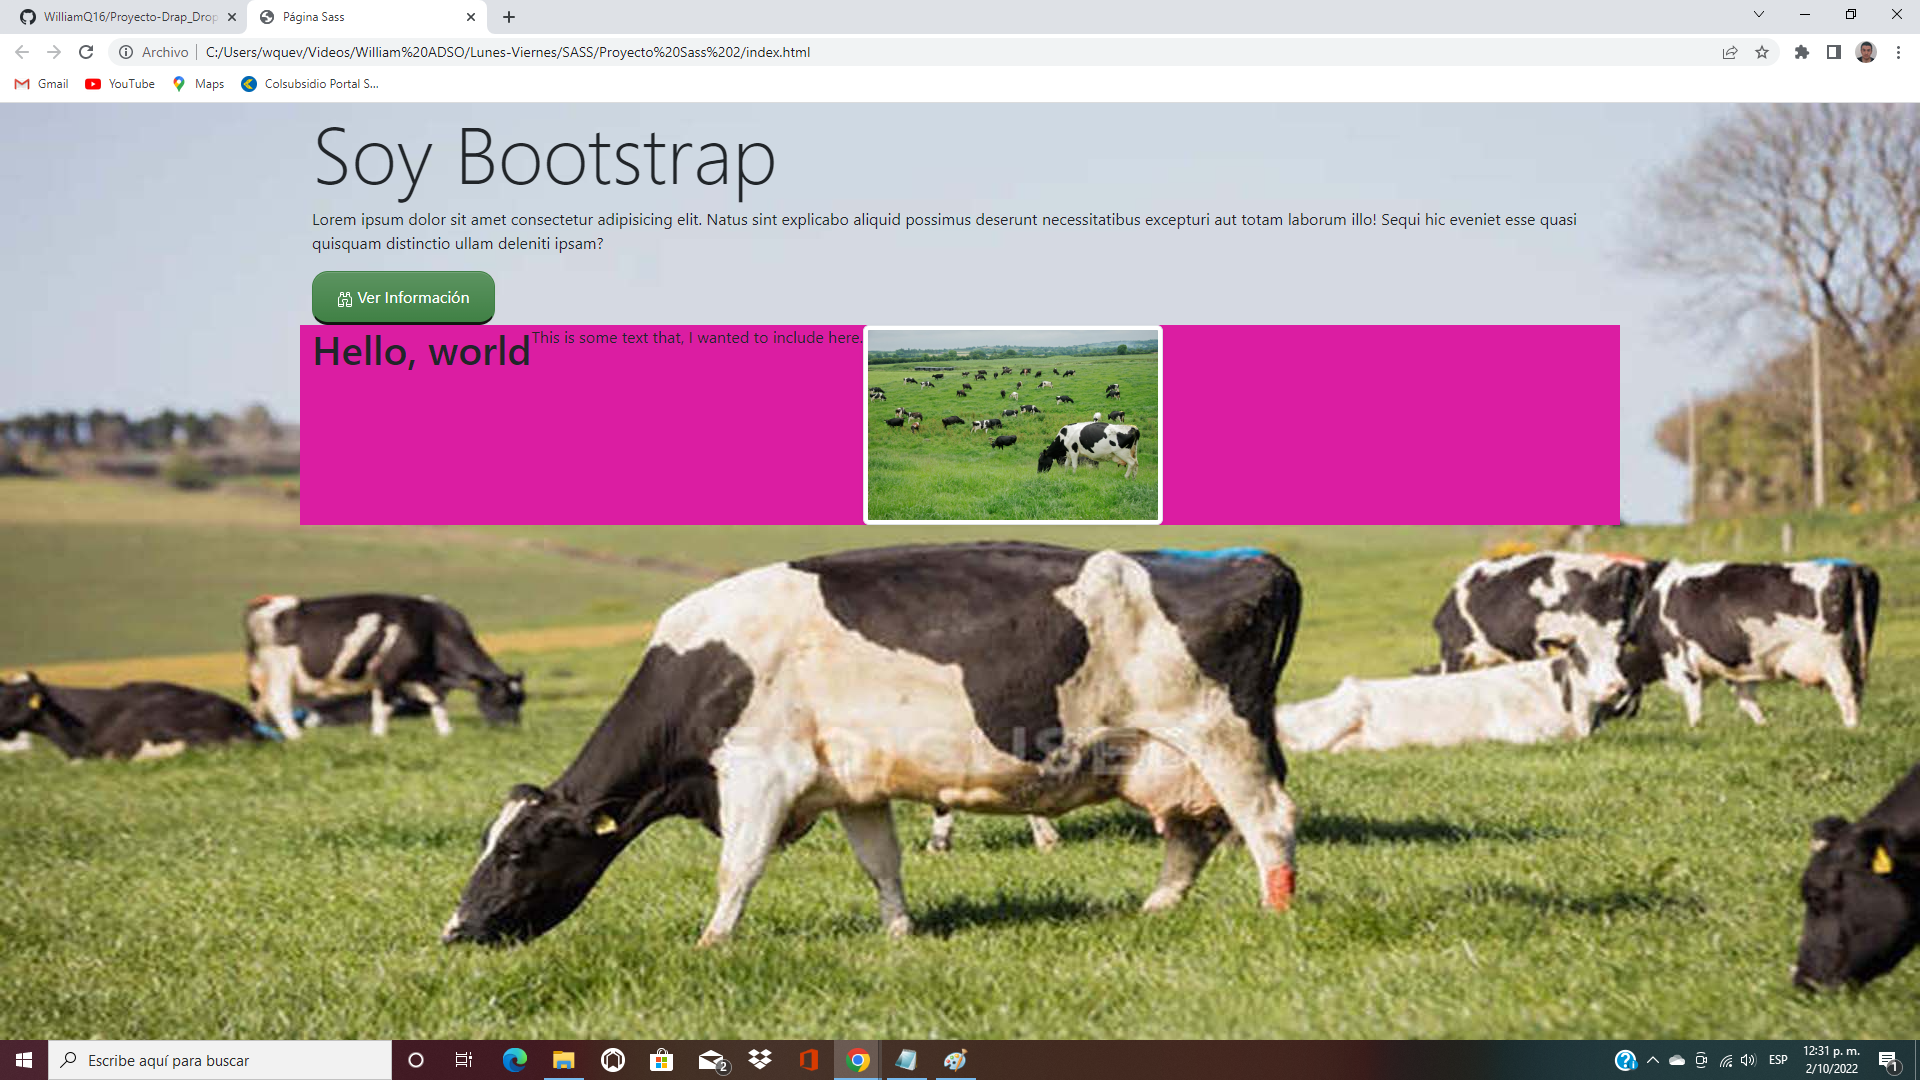 WilliamQ16/Proyecto-Drap_Drop
Página Sass
Archivo
C:/Users/wquev/Videos/William%20ADSO/Lunes-Viernes/SASS/Proyecto%20Sass%202/index.html
Gmail
YouTube
Maps
Colsubsidio Portal S...
Soy Bootstrap
Lorem ipsum dolor sit amet consectetur adipisicing elit. Natus sint explicabo aliquid possimus deserunt necessitatibus excepturi aut totam laborum illo! Sequi hic eveniet esse quasi
quisquam distinctio ullam deleniti ipsam?
Ver Información
Hello, world
This is some text that, I wanted to include here.
Escribe aquí para buscar
2
ESP
12:31 p. m.
2/10/2022
1